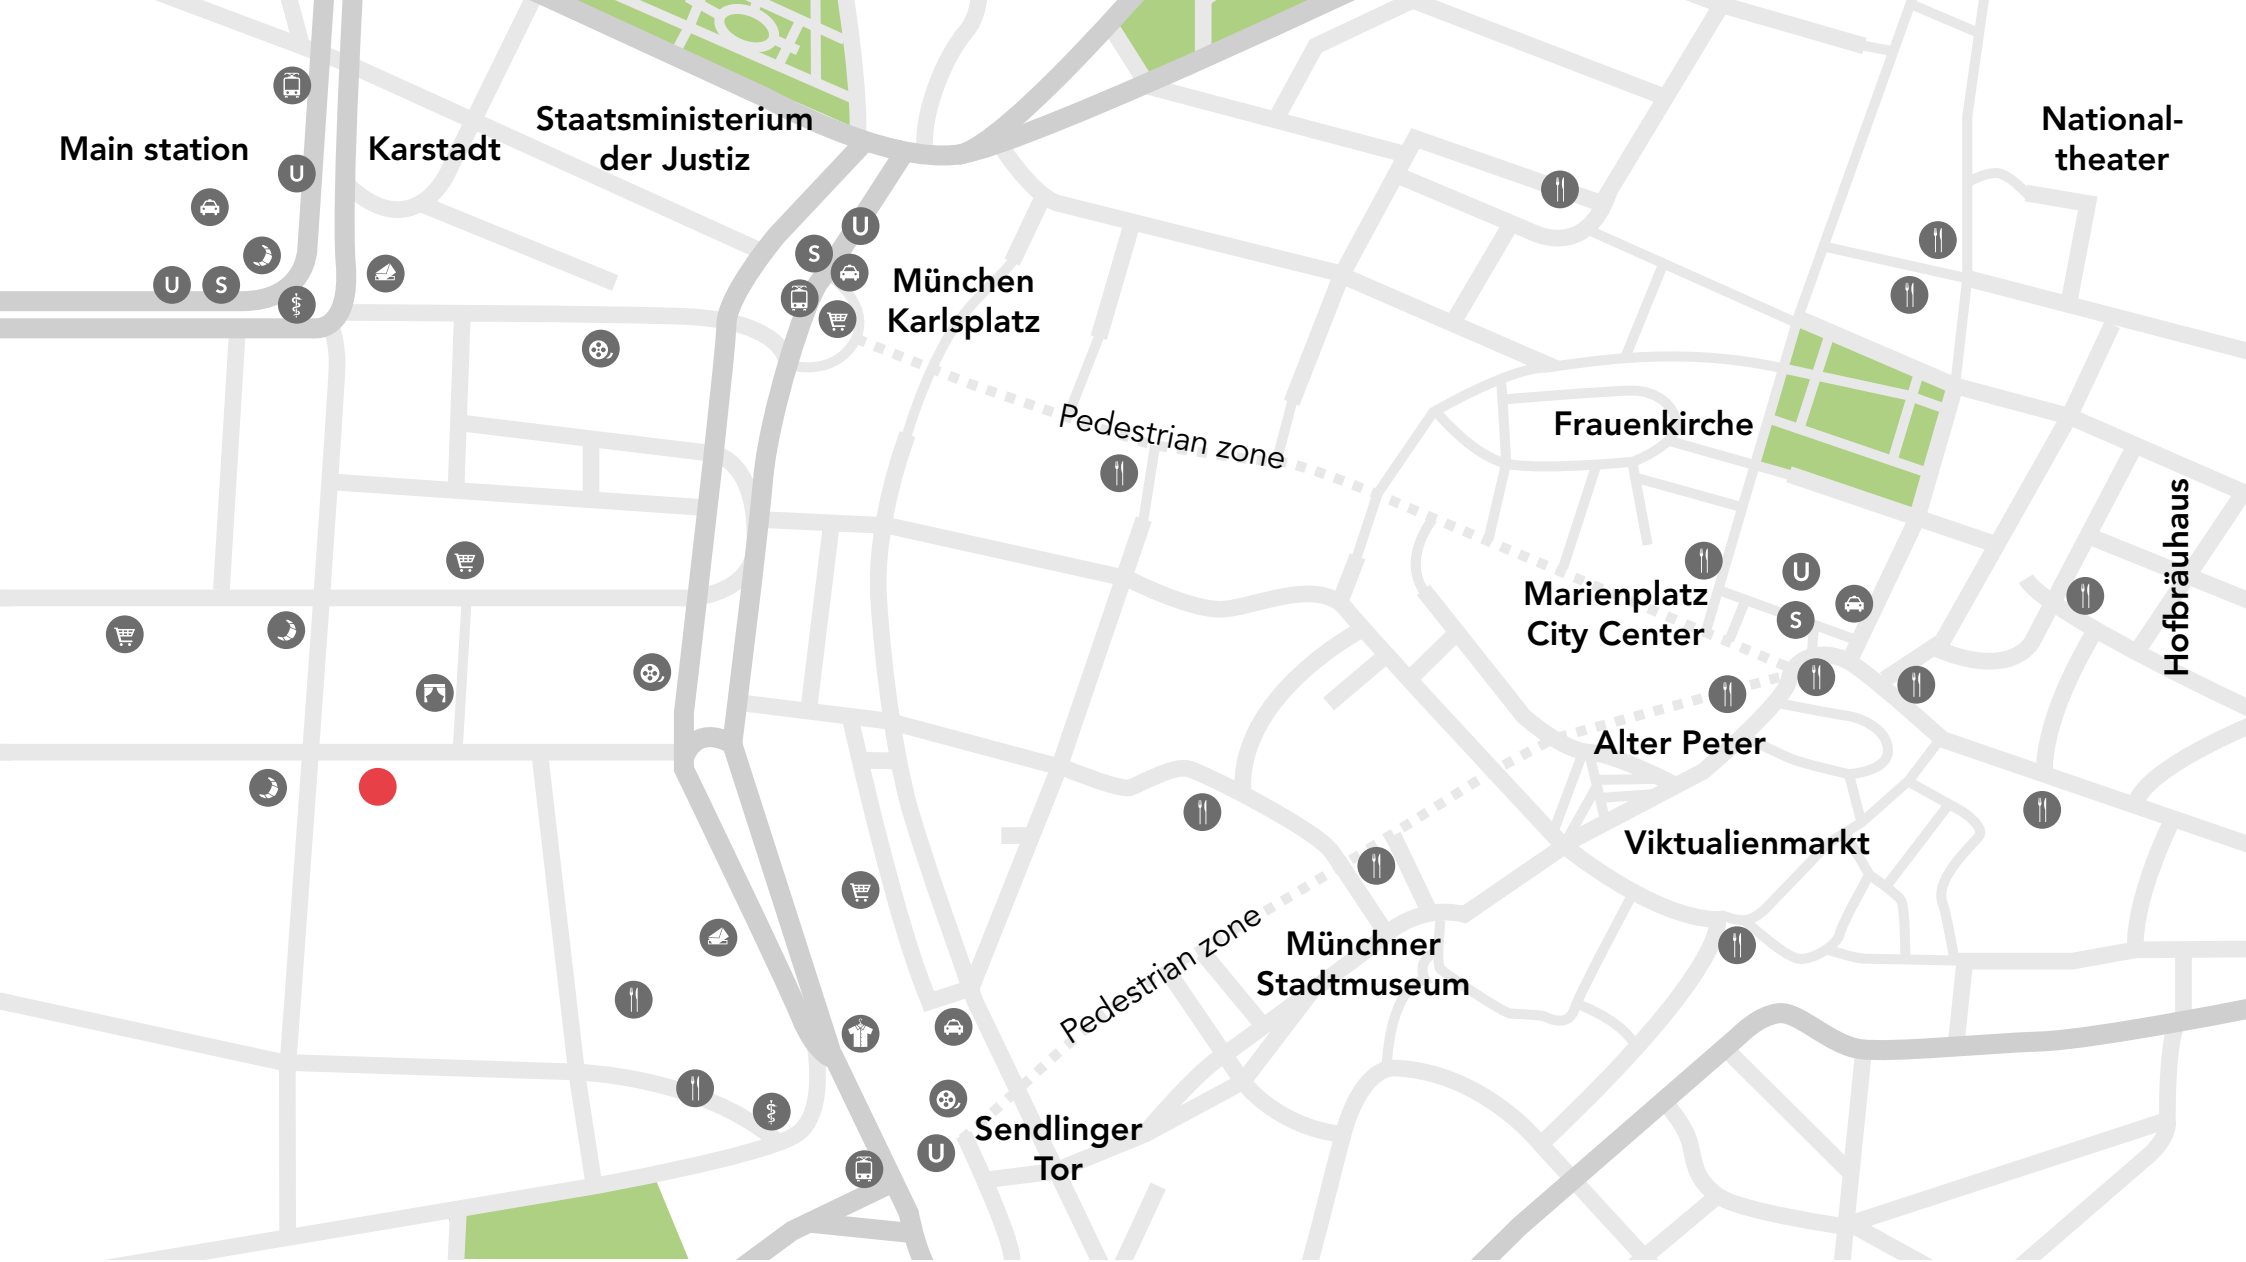 Main station
Karstadt
Staatsministerium
der Justiz
National-
theater
U
U
S
U
S
München
Karlsplatz
Pedestrian zone
Frauenkirche
Hofbräuhaus
Marienplatz
City Center
U
S
Alter Peter
Viktualienmarkt
Pedestrian zone
Münchner
Stadtmuseum
Sendlinger
Tor
U